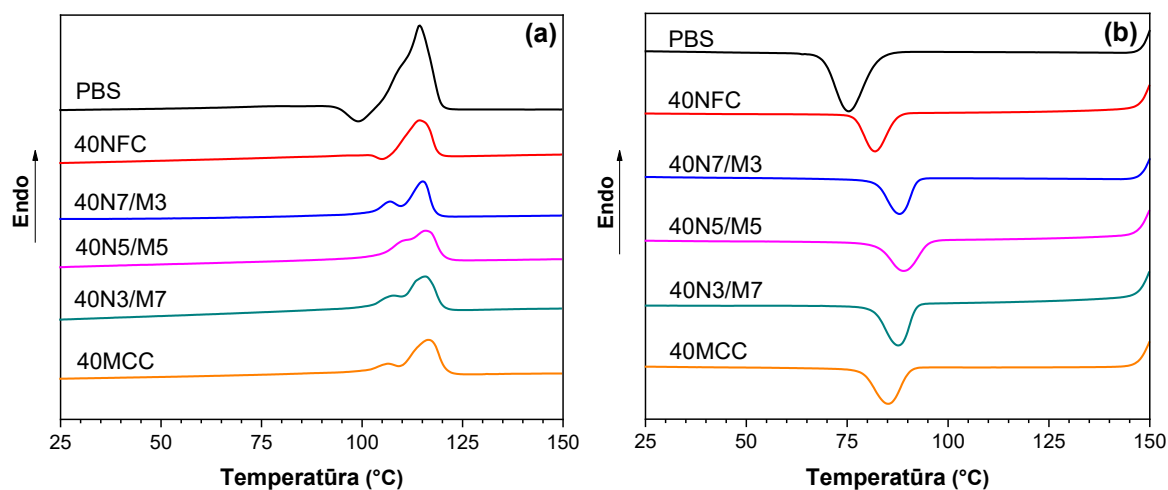 (a)
PBS
40NFC
40N7/M3
40N5/M5
40N3/M7
40MCC
Endo
25 50 75 100 125 150
Temperatūra (°C)
(b)
PBS
40NFC
40N7/M3
40N5/M5
40N3/M7
40MCC
Endo
25 50 75 100 125 150
Temperatūra (°C)